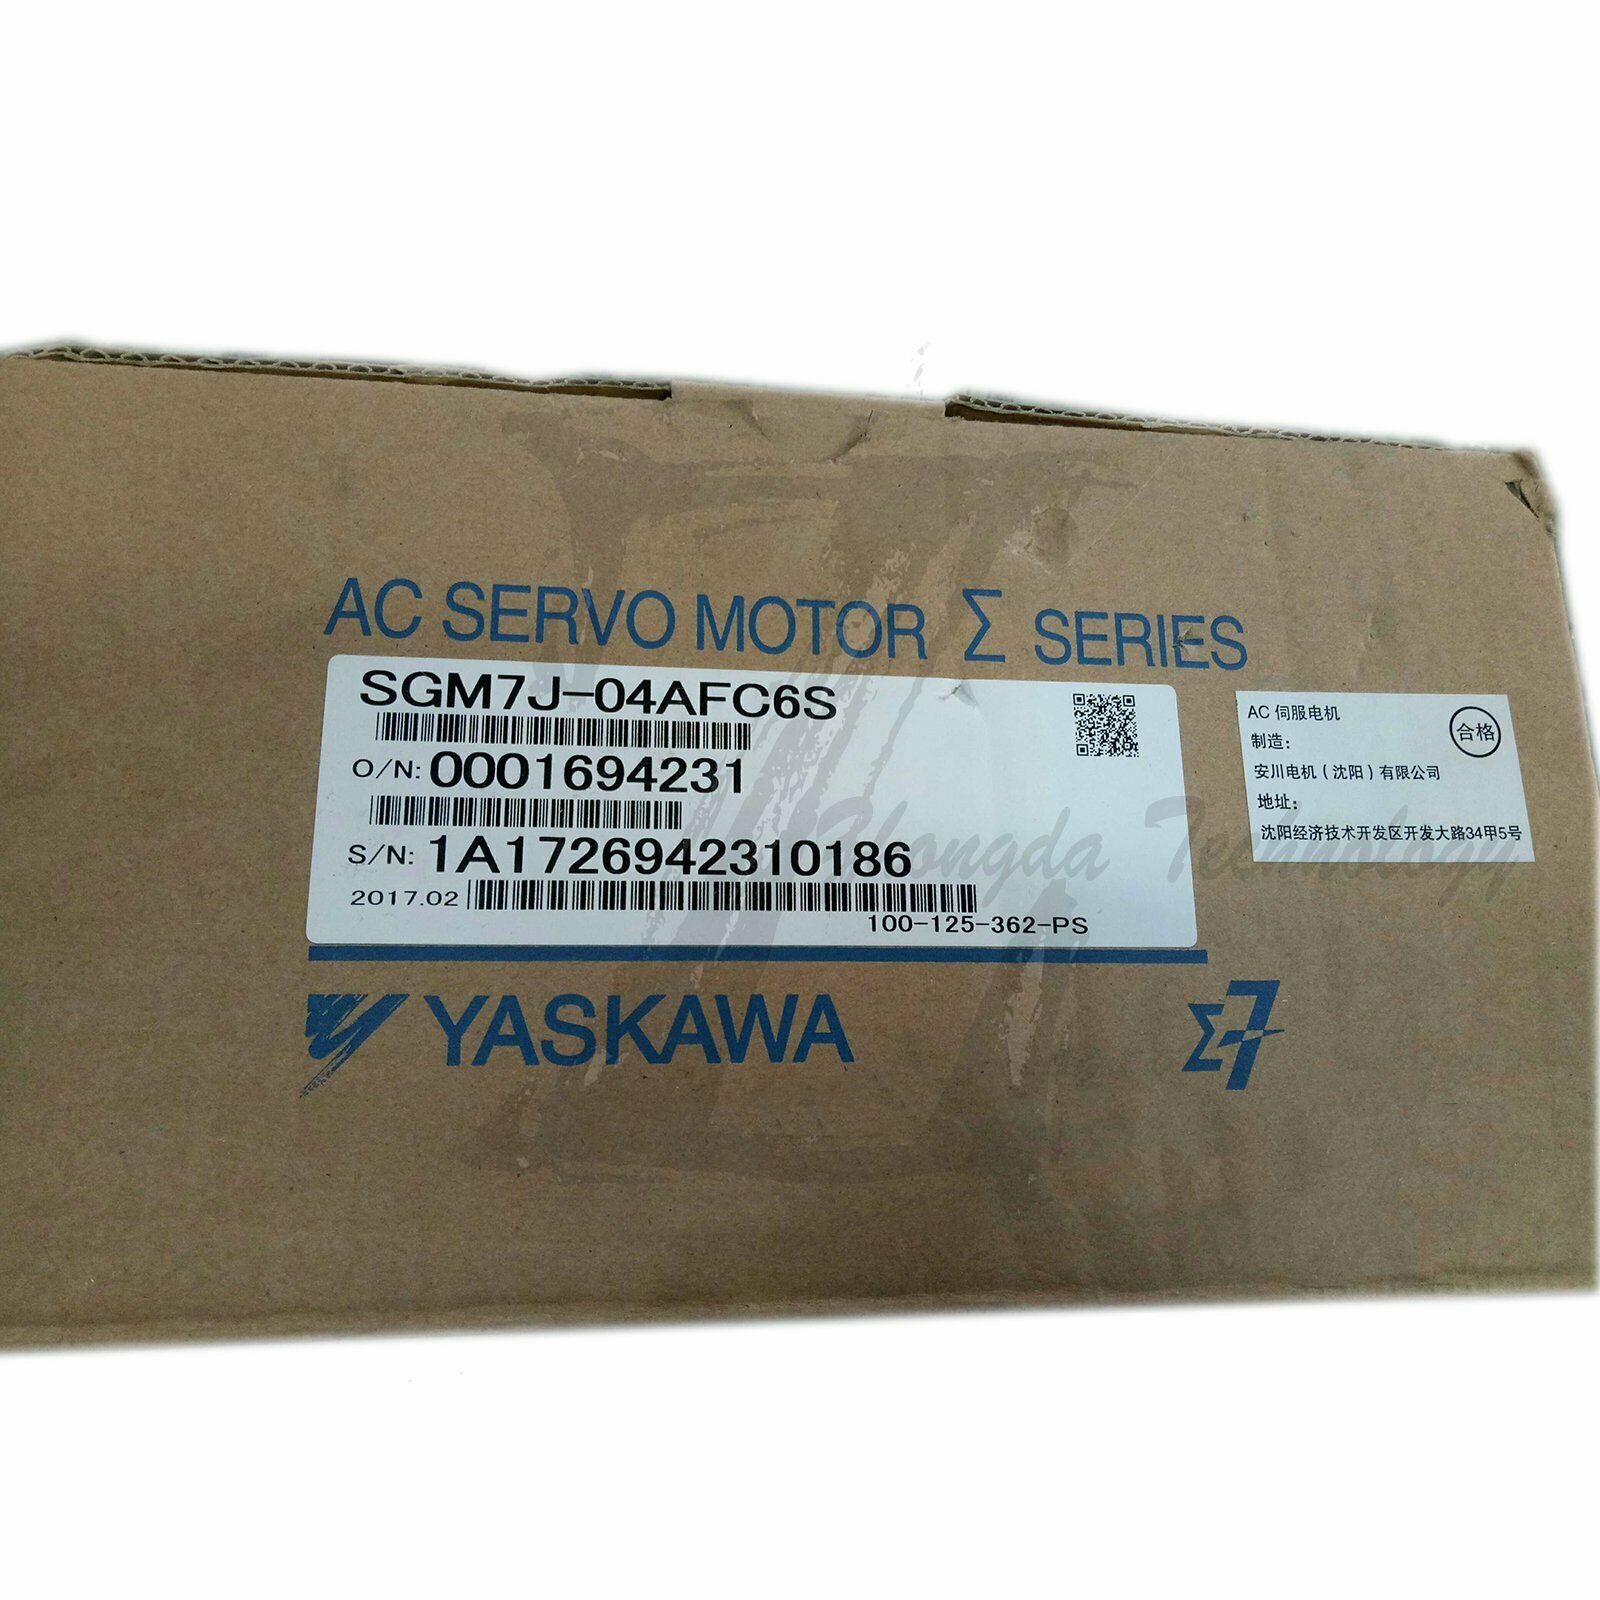 AC SERVO MOTOR Σ SERIES
SGM7J-04AFC6S
O/N: 0001694231
S/N: 1A1726942310186
2017.02
100-125-362-PS
AC 伺服电机
合格
制造：
安川电机（沈阳）有限公司
地址：
沈阳经济技术开发区开发大路34甲5号
Zhongda Technology
YASKAWA
Σ7